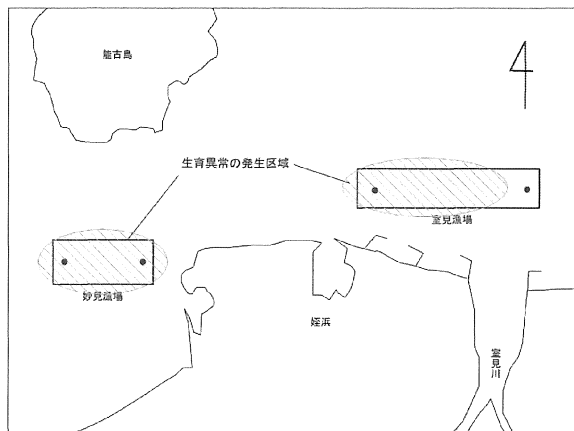 能古島
生育異常の発生区域
室見漁場
妙見漁場
姪浜
室見川